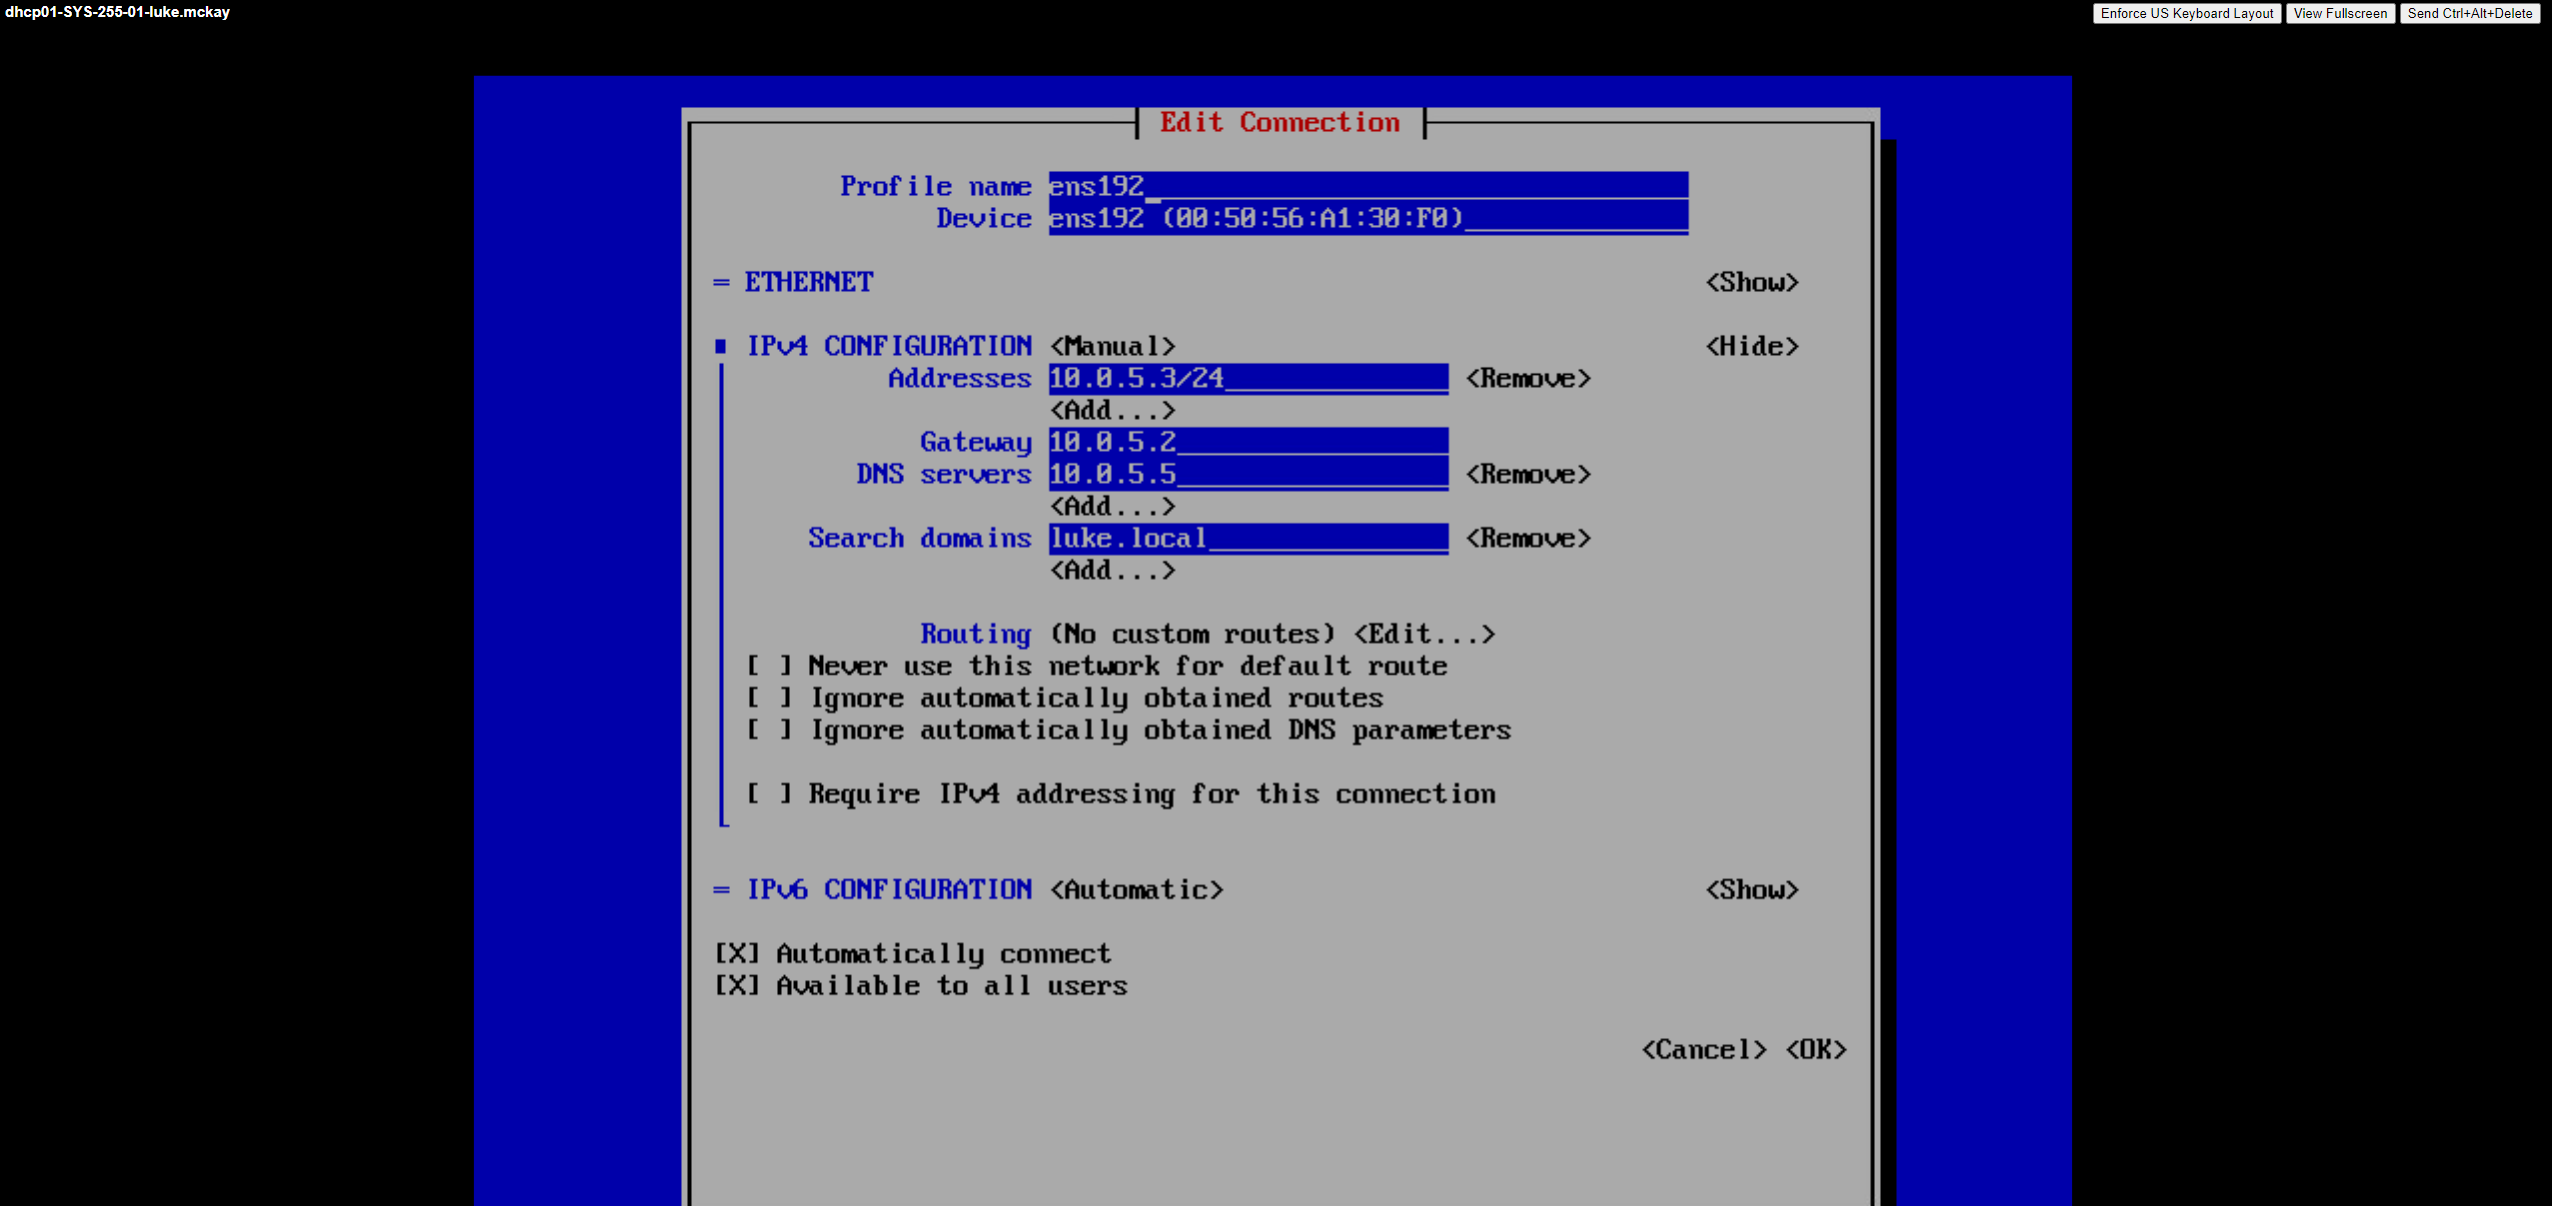 dhcp01-SYS-255-01-luke.mckay
Enforce US Keyboard Layout View Fullscreen Send Ctrl+Alt+Delete
Edit Connection
Profile name ens192
Device ens192 (00:50:56:A1:30:F0)
= ETHERNET <Show>
IPv4 CONFIGURATION <Manual> <Hide>
Addresses 10.0.5.3/24 <Remove>
<Add...>
Gateway 10.0.5.2
DNS servers 10.0.5.5 <Remove>
<Add...>
Search domains luke.local <Remove>
<Add...>
Routing (No custom routes) <Edit...>
[ ] Never use this network for default route
[ ] Ignore automatically obtained routes
[ ] Ignore automatically obtained DNS parameters
[ ] Require IPv4 addressing for this connection
= IPv6 CONFIGURATION <Automatic> <Show>
[X] Automatically connect
[X] Available to all users
<Cancel> <OK>